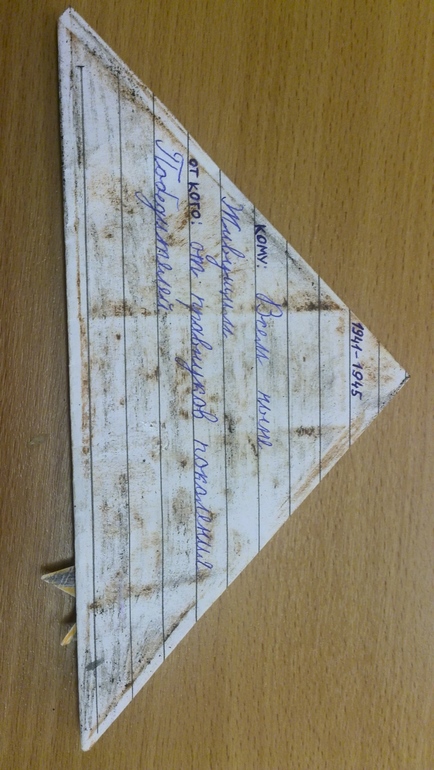 1941-1945
КОМУ: Всем ныне
Живущим
ОТ КОГО: от правнуков поколения
Победителей